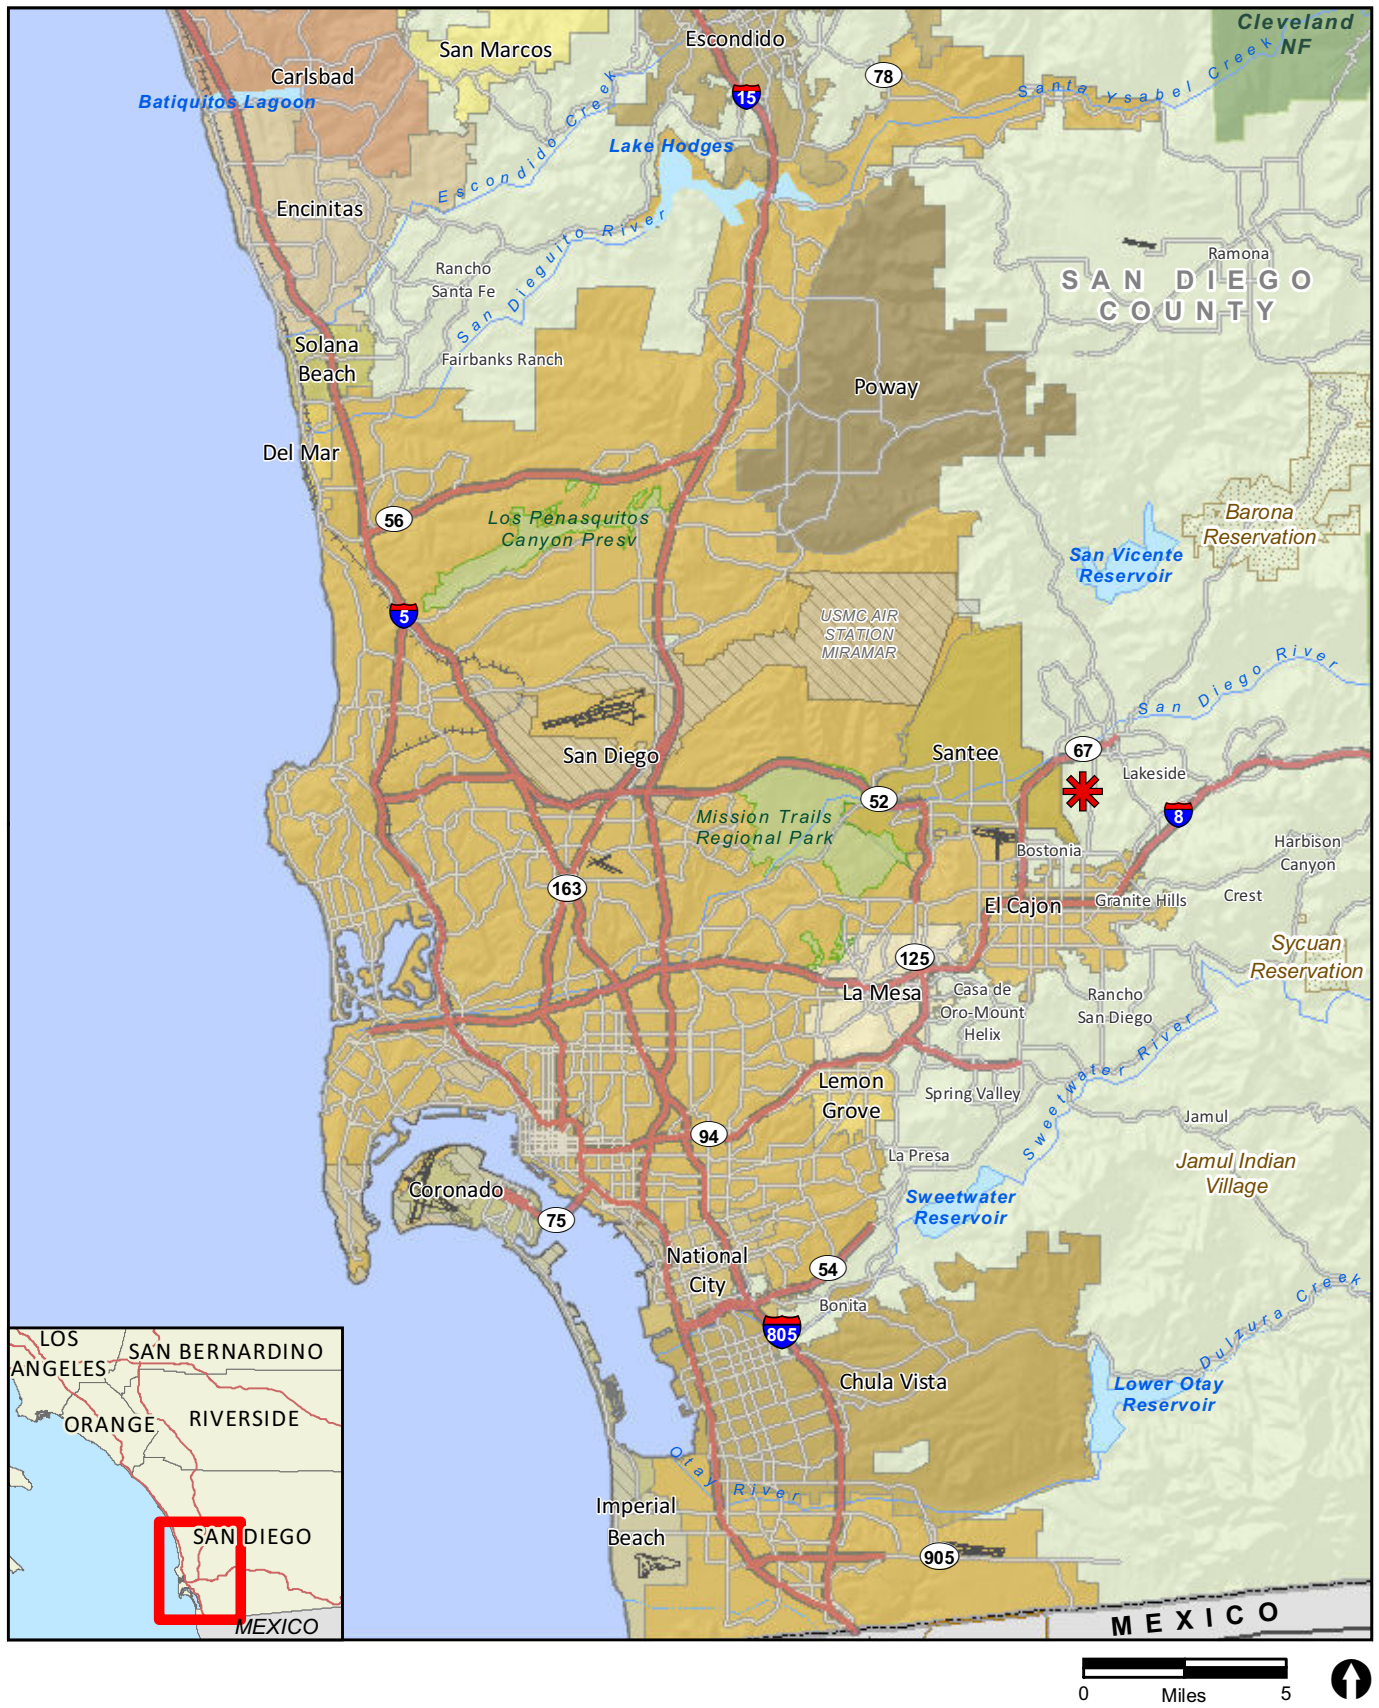 Cleveland
NF
Escondido
San Marcos
Carlsbad
78
15
Santa Ysabel Creek
Batiquitos Lagoon
Escondido Creek
Lake Hodges
Encinitas
San Dieguito River
Rancho
Santa Fe
Ramona
SAN DIEGO
COUNTY
Solana
Beach
Fairbanks Ranch
Poway
Del Mar
56
Los Penasquitos
Canyon Presv
Barona
Reservation
San Vicente
Reservoir
5
USMC AIR
STATION
MIRAMAR
San Diego River
San Diego
Santee
67
Lakeside
52
8
Mission Trails
Regional Park
Bostonia
Harbison
Canyon
163
El Cajon
Granite Hills
Crest
125
Sycuan
Reservation
La Mesa
Casa de
Oro-Mount
Helix
Rancho
San Diego
Sweetwater River
Lemon
Grove
Spring Valley
Jamul
94
La Presa
Jamul Indian
Village
Coronado
75
Sweetwater
Reservoir
National
City
54
Bonita
805
Dulzura Creek
Chula Vista
Lower Otay
Reservoir
Otay River
Imperial
Beach
905
MEXICO
LOS
ANGELES
SAN BERNARDINO
ORANGE
RIVERSIDE
SAN DIEGO
MEXICO
0 Miles 5